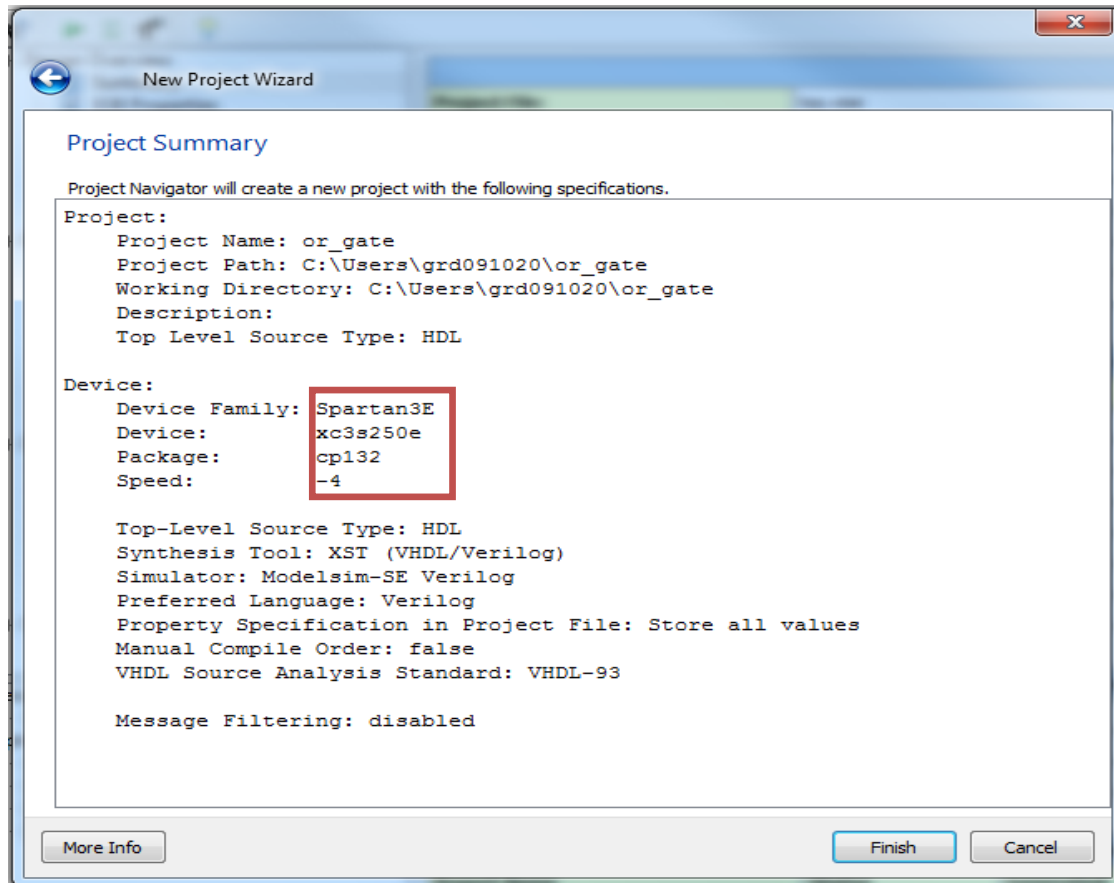 New Project Wizard
Project Summary
Project Navigator will create a new project with the following specifications.
Project:
Project Name: or_gate
Project Path: C:\Users\grd091020\or_gate
Working Directory: C:\Users\grd091020\or_gate
Description:
Top Level Source Type: HDL
Device:
Device Family: Spartan3E
Device: xc3s250e
Package: cp132
Speed: -4
Top-Level Source Type: HDL
Synthesis Tool: XST (VHDL/Verilog)
Simulator: Modelsim-SE Verilog
Preferred Language: Verilog
Property Specification in Project File: Store all values
Manual Compile Order: false
VHDL Source Analysis Standard: VHDL-93
Message Filtering: disabled
More Info
Finish
Cancel